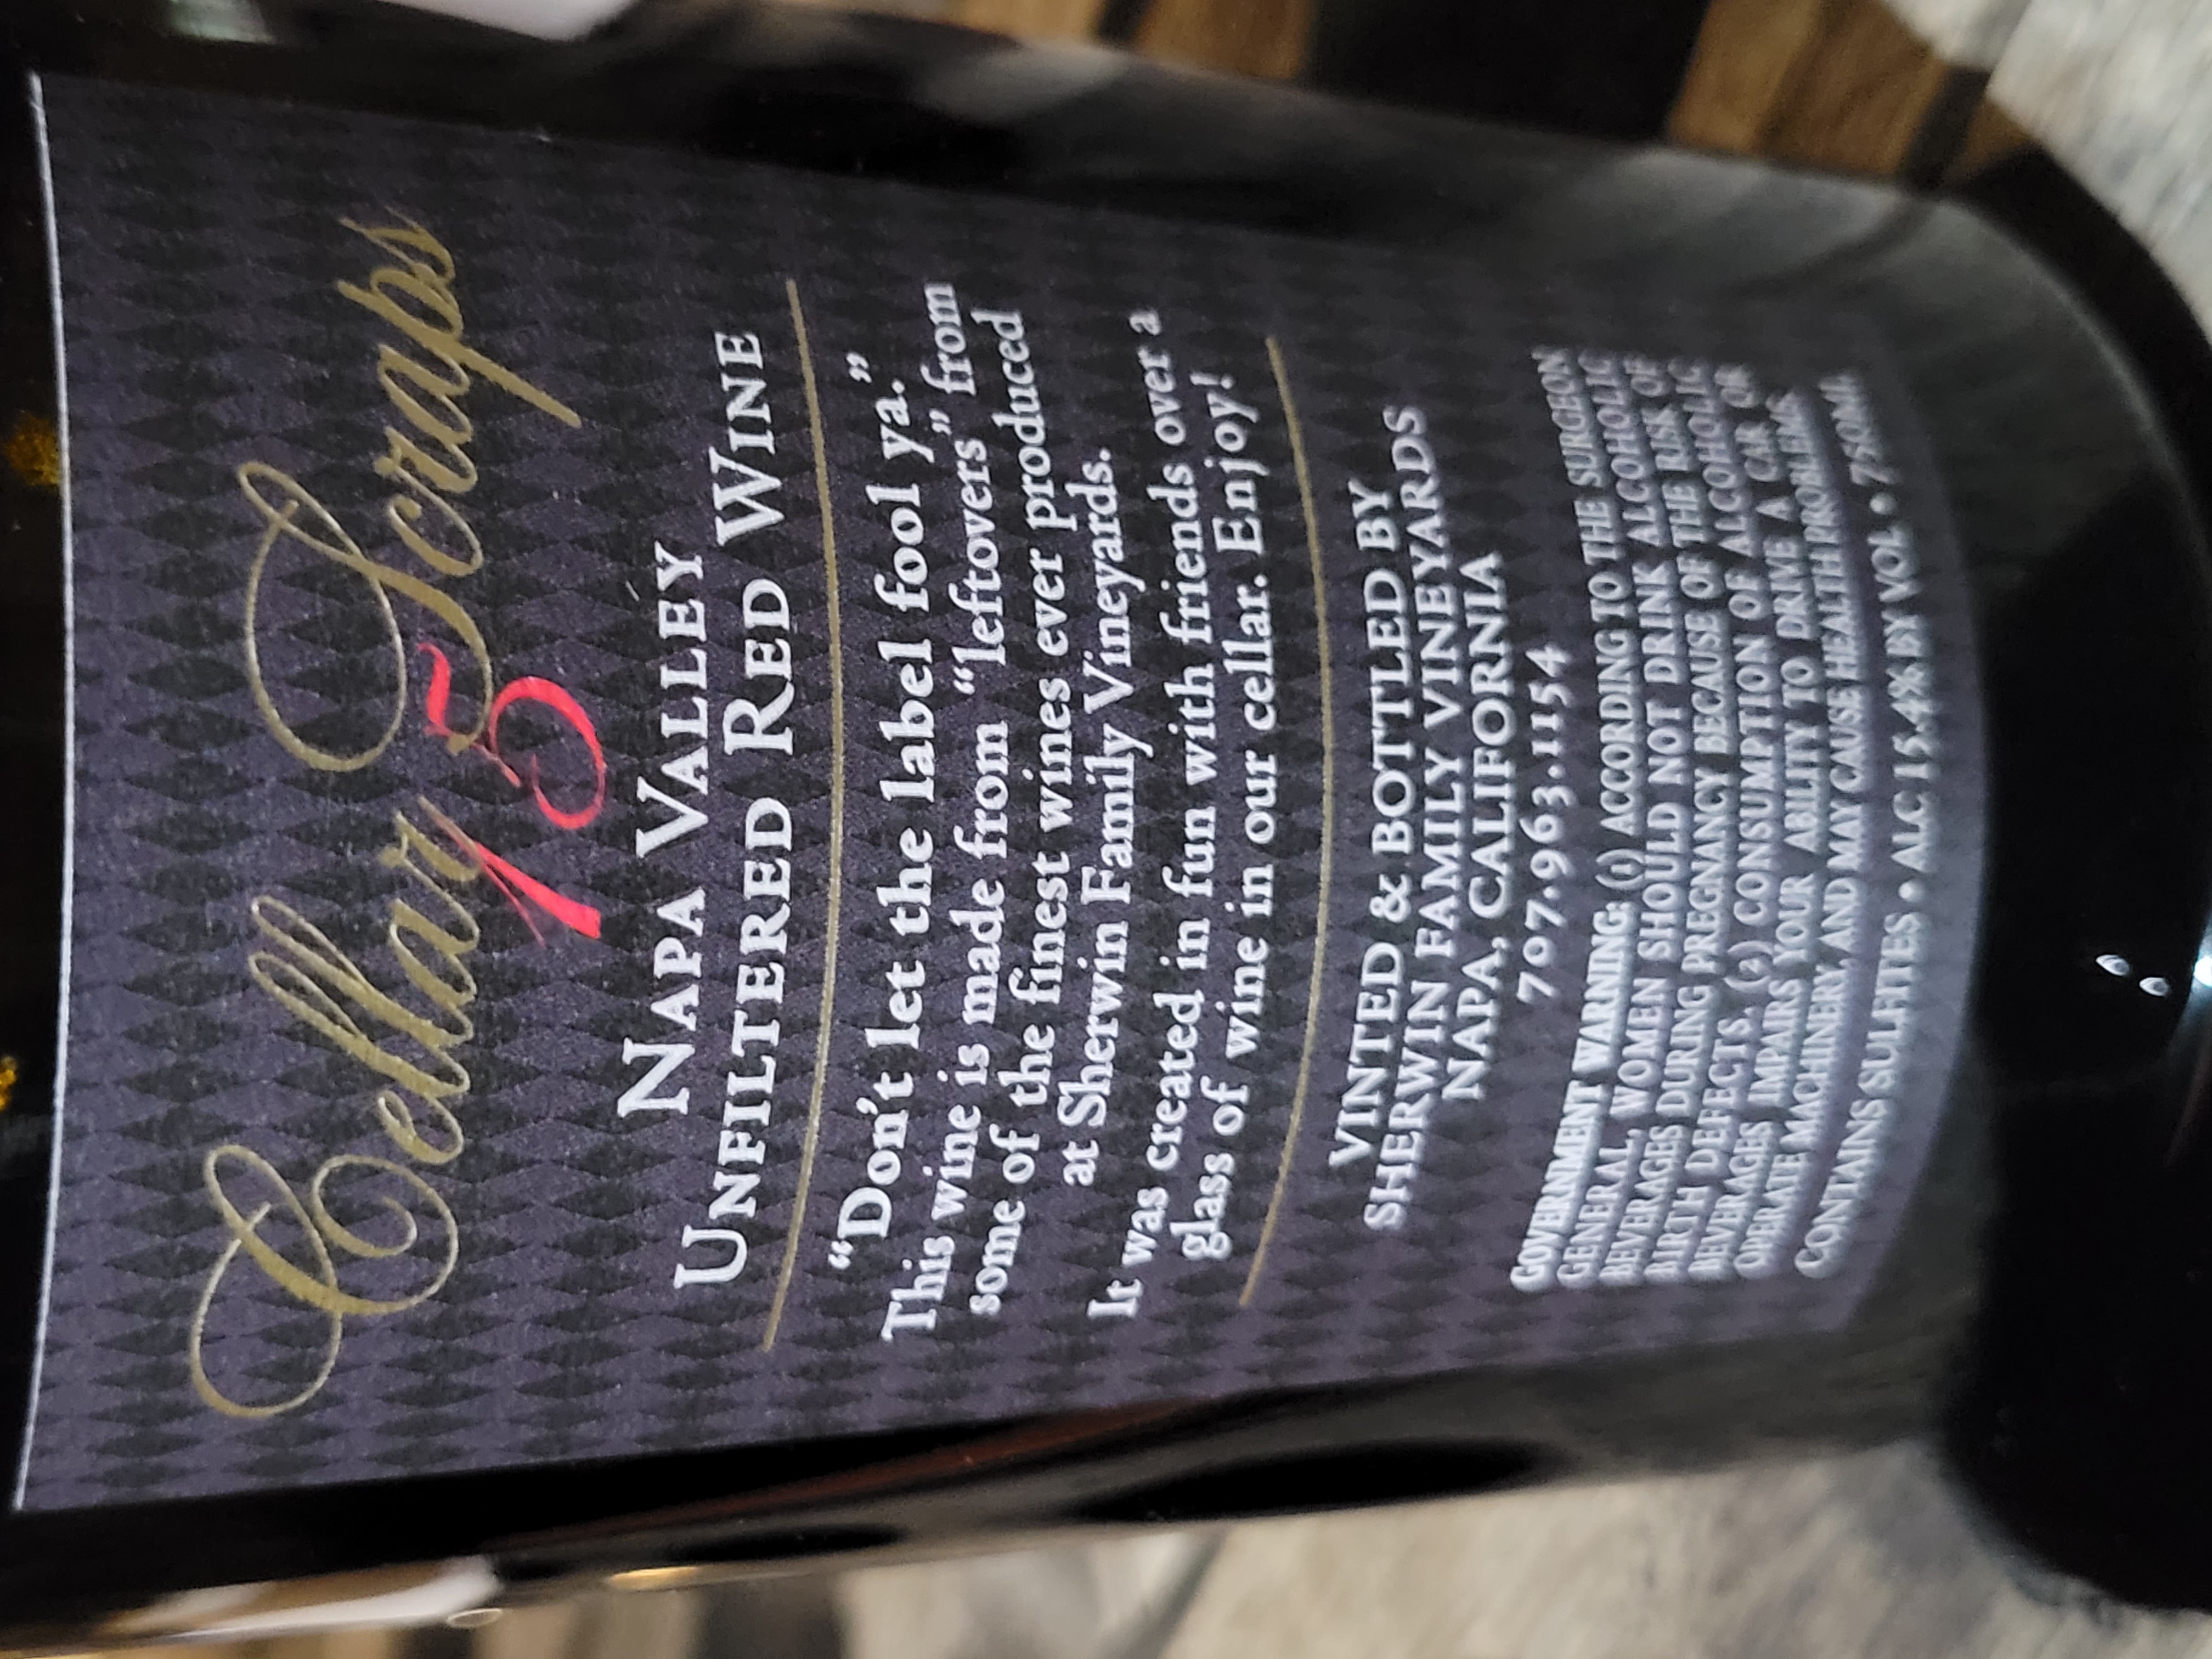 Cellar Scraps
15
NAPA VALLEY
UNFILTERED RED WINE
“Don't let the label fool ya.”
This wine is made from “leftovers” from
some of the finest wines ever produced
at Sherwin Family Vineyards.
It was created in fun with friends over a
glass of wine in our cellar. Enjoy!
VINTED & BOTTLED BY
SHERWIN FAMILY VINEYARDS
NAPA, CALIFORNIA
707.963.1154
GOVERNMENT WARNING: (1) ACCORDING TO THE SURGEON
GENERAL, WOMEN SHOULD NOT DRINK ALCOHOLIC
BEVERAGES DURING PREGNANCY BECAUSE OF THE RISK OF
BIRTH DEFECTS. (2) CONSUMPTION OF ALCOHOLIC
BEVERAGES IMPAIRS YOUR ABILITY TO DRIVE A CAR OR
OPERATE MACHINERY, AND MAY CAUSE HEALTH PROBLEMS.
CONTAINS SULFITES • ALC 15.4% BY VOL • 750ML